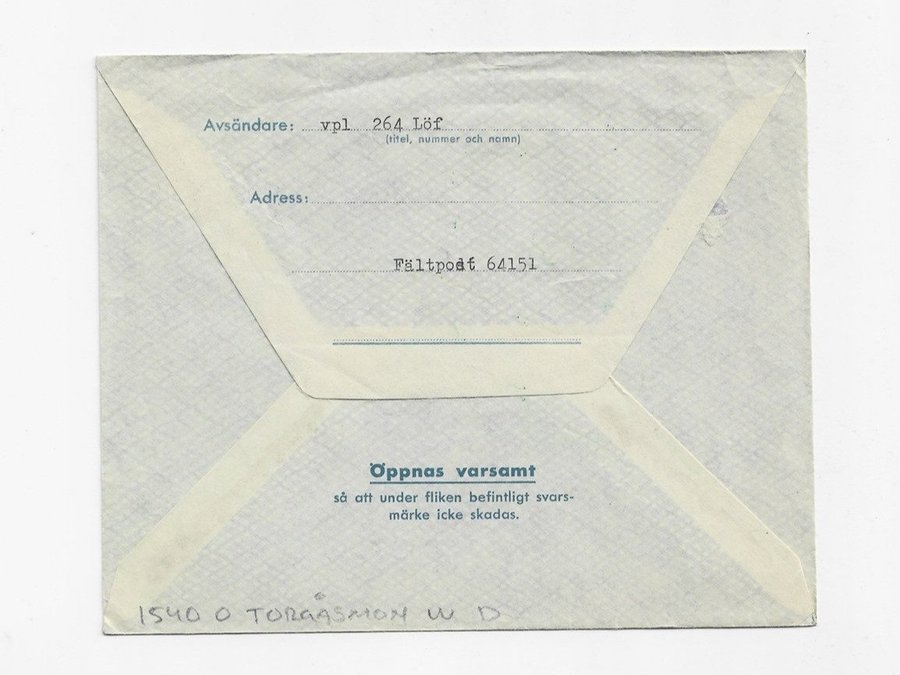 Avsändare: vpl 264 Löf
(titel, nummer och namn)
Adress:
Fältpost 64151
Öppnas varsamt
så att under fliken befintligt svars-
märke icke skadas.
1540 O TORGÅSMON W D